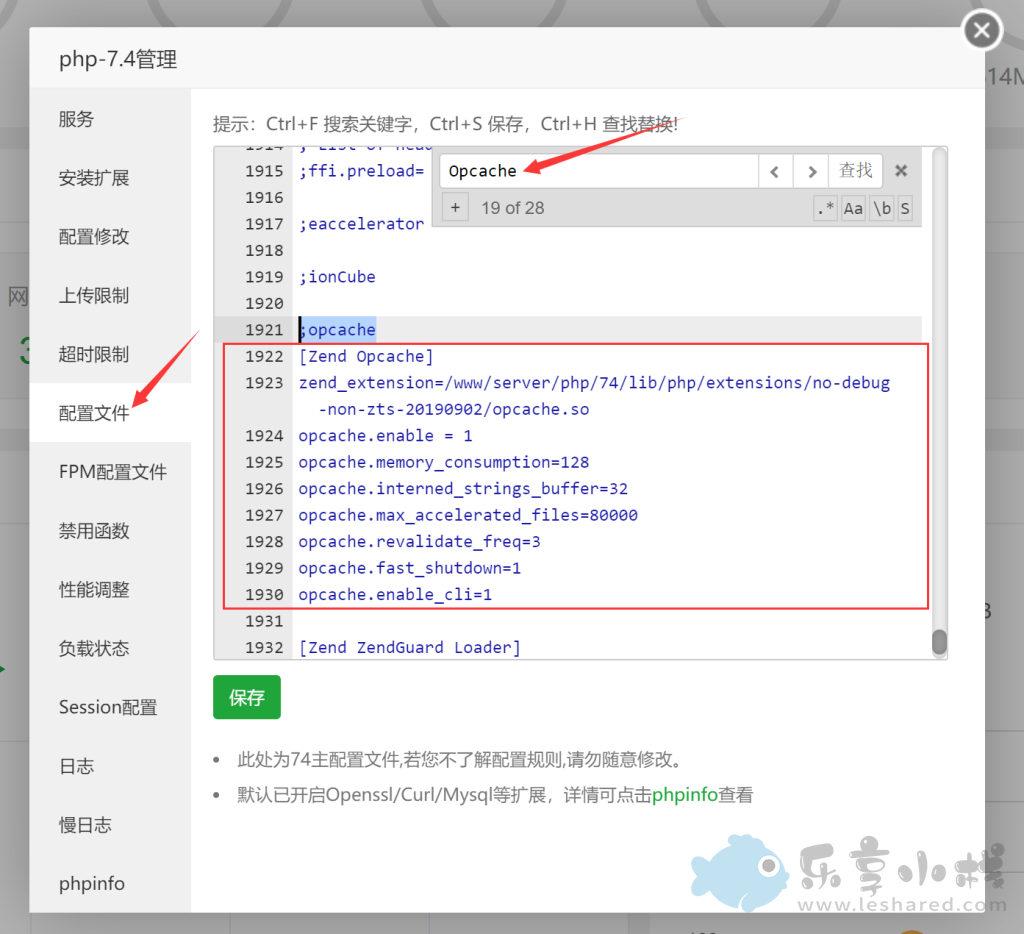 php-7.4管理
服务
安装扩展
配置修改
上传限制
超时限制
配置文件
FPM配置文件
禁用函数
性能调整
负载状态
Session配置
日志
慢日志
phpinfo
提示：Ctrl+F 搜索关键字，Ctrl+S 保存，Ctrl+H 查找替换!
Opcache
查找
+ 19 of 28
.* Aa \b S
1914 ; List of head
1915 ;ffi.preload=
1916
1917 ;eaccelerator
1918
1919 ;ionCube
1920
1921 ;opcache
1922 [Zend Opcache]
1923 zend_extension=/www/server/php/74/lib/php/extensions/no-debug
-non-zts-20190902/opcache.so
1924 opcache.enable = 1
1925 opcache.memory_consumption=128
1926 opcache.interned_strings_buffer=32
1927 opcache.max_accelerated_files=80000
1928 opcache.revalidate_freq=3
1929 opcache.fast_shutdown=1
1930 opcache.enable_cli=1
1931
1932 [Zend ZendGuard Loader]
保存
• 此处为74主配置文件,若您不了解配置规则,请勿随意修改。
• 默认已开启Openssl/Curl/Mysql等扩展，详情可点击phpinfo查看
网
乐享小栈
www.leshared.com